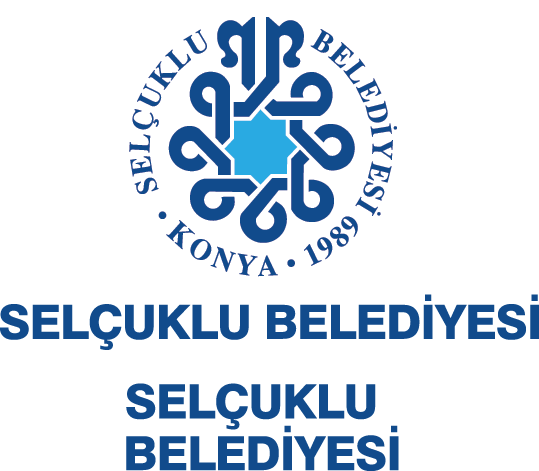 SELÇUKLU BELEDİYESİ
• KONYA • 1989
SELÇUKLU BELEDİYESİ
SELÇUKLU
BELEDİYESİ